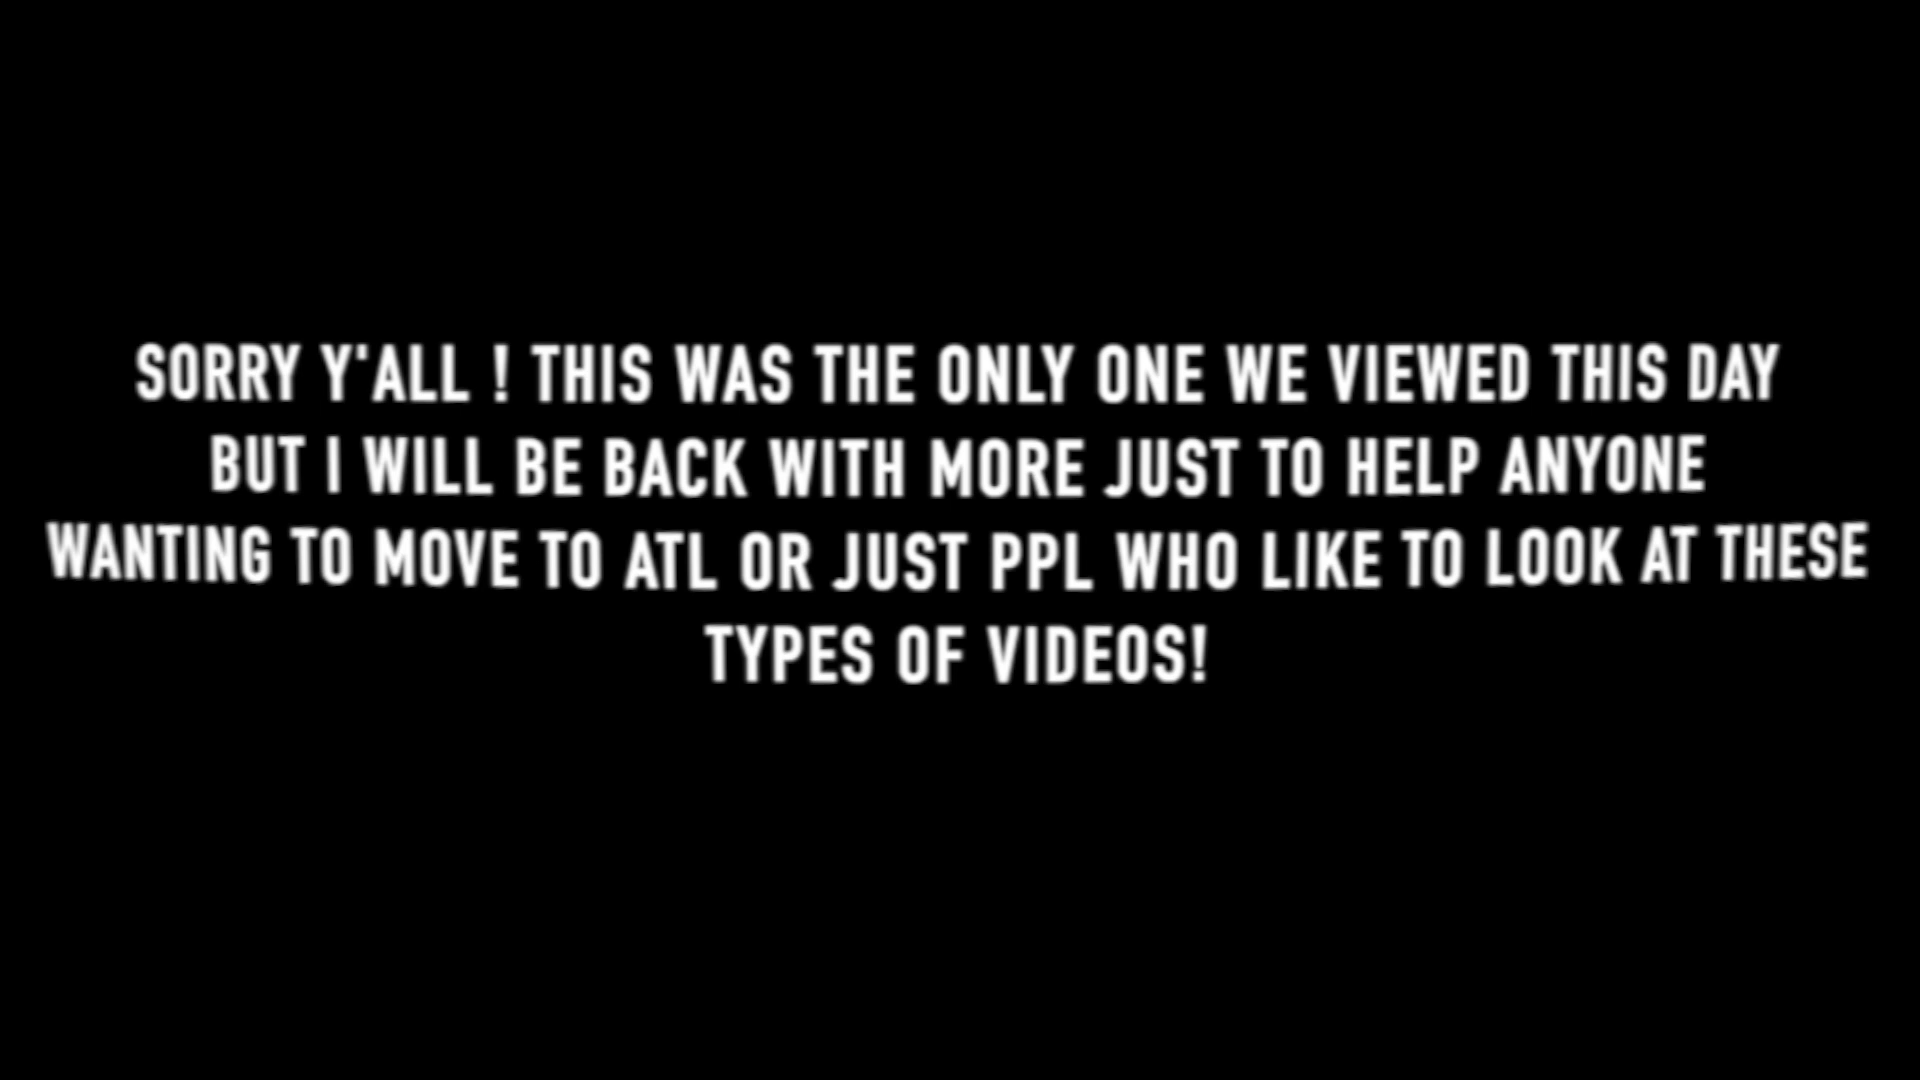 SORRY Y'ALL ! THIS WAS THE ONLY ONE WE VIEWED THIS DAY
BUT I WILL BE BACK WITH MORE JUST TO HELP ANYONE
WANTING TO MOVE TO ATL OR JUST PPL WHO LIKE TO LOOK AT THESE
TYPES OF VIDEOS!